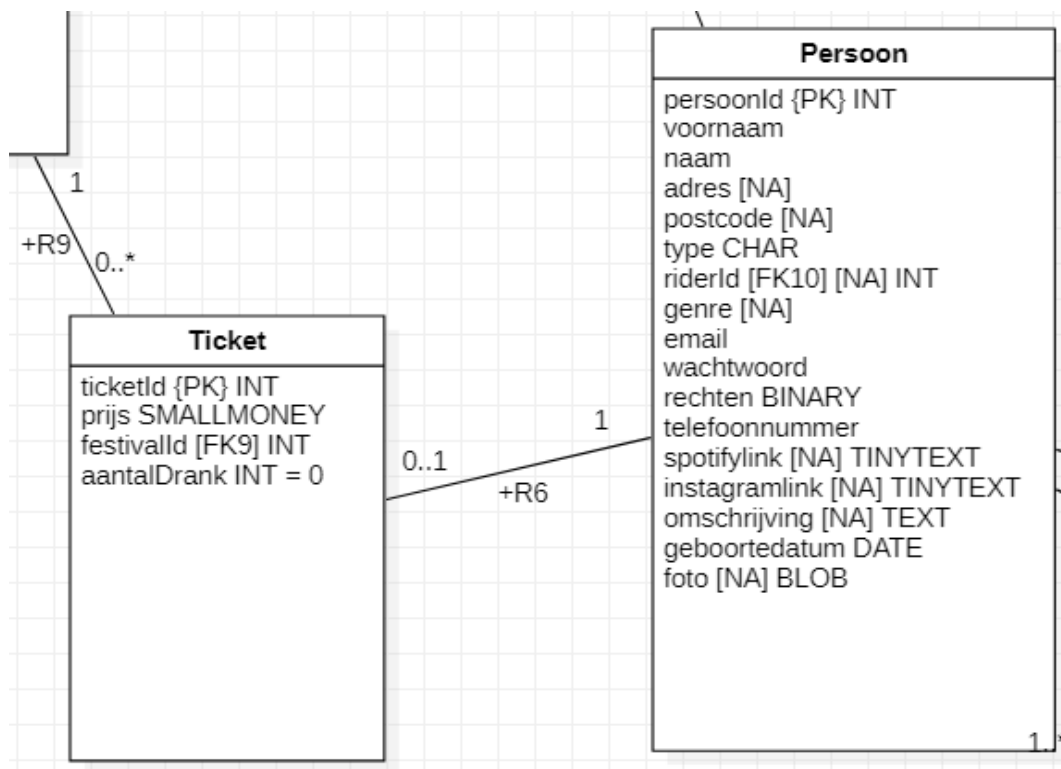 Persoon
persoonId {PK} INT
voornaam
naam
adres [NA]
postcode [NA]
type CHAR
riderId [FK10] [NA] INT
genre [NA]
email
wachtwoord
rechten BINARY
telefoonnummer
spotifylink [NA] TINYTEXT
instagramlink [NA] TINYTEXT
omschrijving [NA] TEXT
geboortedatum DATE
foto [NA] BLOB
1..*
1
+R9
0..*
Ticket
ticketId {PK} INT
prijs SMALLMONEY
festivalId [FK9] INT
aantalDrank INT = 0
0..1
+R6
1